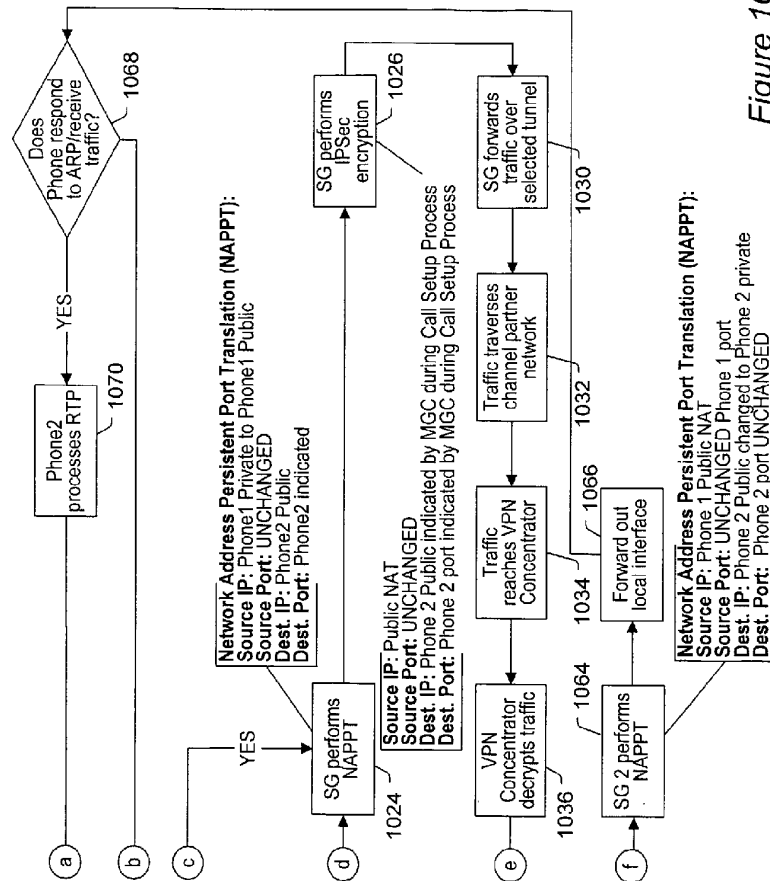 a
b
c
d
e
f
Does
Phone respond
to ARP/receive
traffic?
1068
YES
Phone2
processes RTP
1070
YES
SG performs
NAPPT
1024
Network Address Persistent Port Translation (NAPPT):
Source IP: Phone1 Private to Phone1 Public
Source Port: UNCHANGED
Dest. IP: Phone2 Public
Dest. Port: Phone2 indicated
SG performs
IPSec
encryption
1026
Source IP: Public NAT
Source Port: UNCHANGED
Dest. IP: Phone 2 Public indicated by MGC during Call Setup Process
Dest. Port: Phone 2 port indicated by MGC during Call Setup Process
SG forwards
traffic over
selected tunnel
1030
Traffic traverses
channel partner
network
1032
Traffic
reaches VPN
Concentrator
1034
VPN
Concentrator
decrypts traffic
1036
SG 2 performs
NAPPT
1064
Forward out
local interface
1066
Network Address Persistent Port Translation (NAPPT):
Source IP: Phone 1 Public NAT
Source Port: UNCHANGED Phone 1 port
Dest. IP: Phone 2 Public changed to Phone 2 private
Dest. Port: Phone 2 port UNCHANGED
Figure